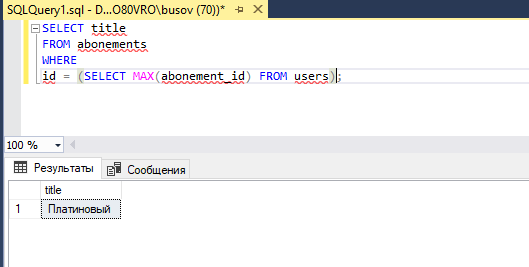 SQLQuery1.sql - D...O80VRO\busov (70))*
SELECT title
FROM abonements
WHERE
id = (SELECT MAX(abonement_id) FROM users);
100 %
Результаты Сообщения
title
1 Платиновый